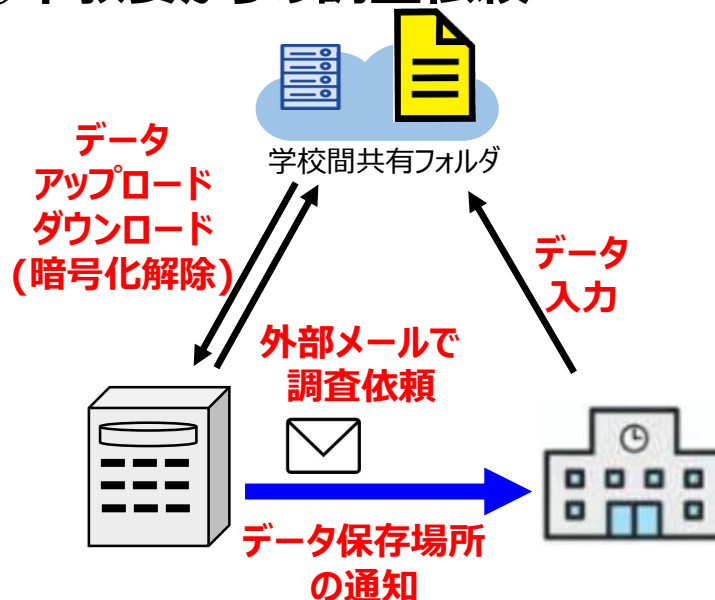 学校間共有フォルダ
データ
アップロード
ダウンロード
(暗号化解除)
データ
入力
外部メールで
調査依頼
データ保存場所
の通知